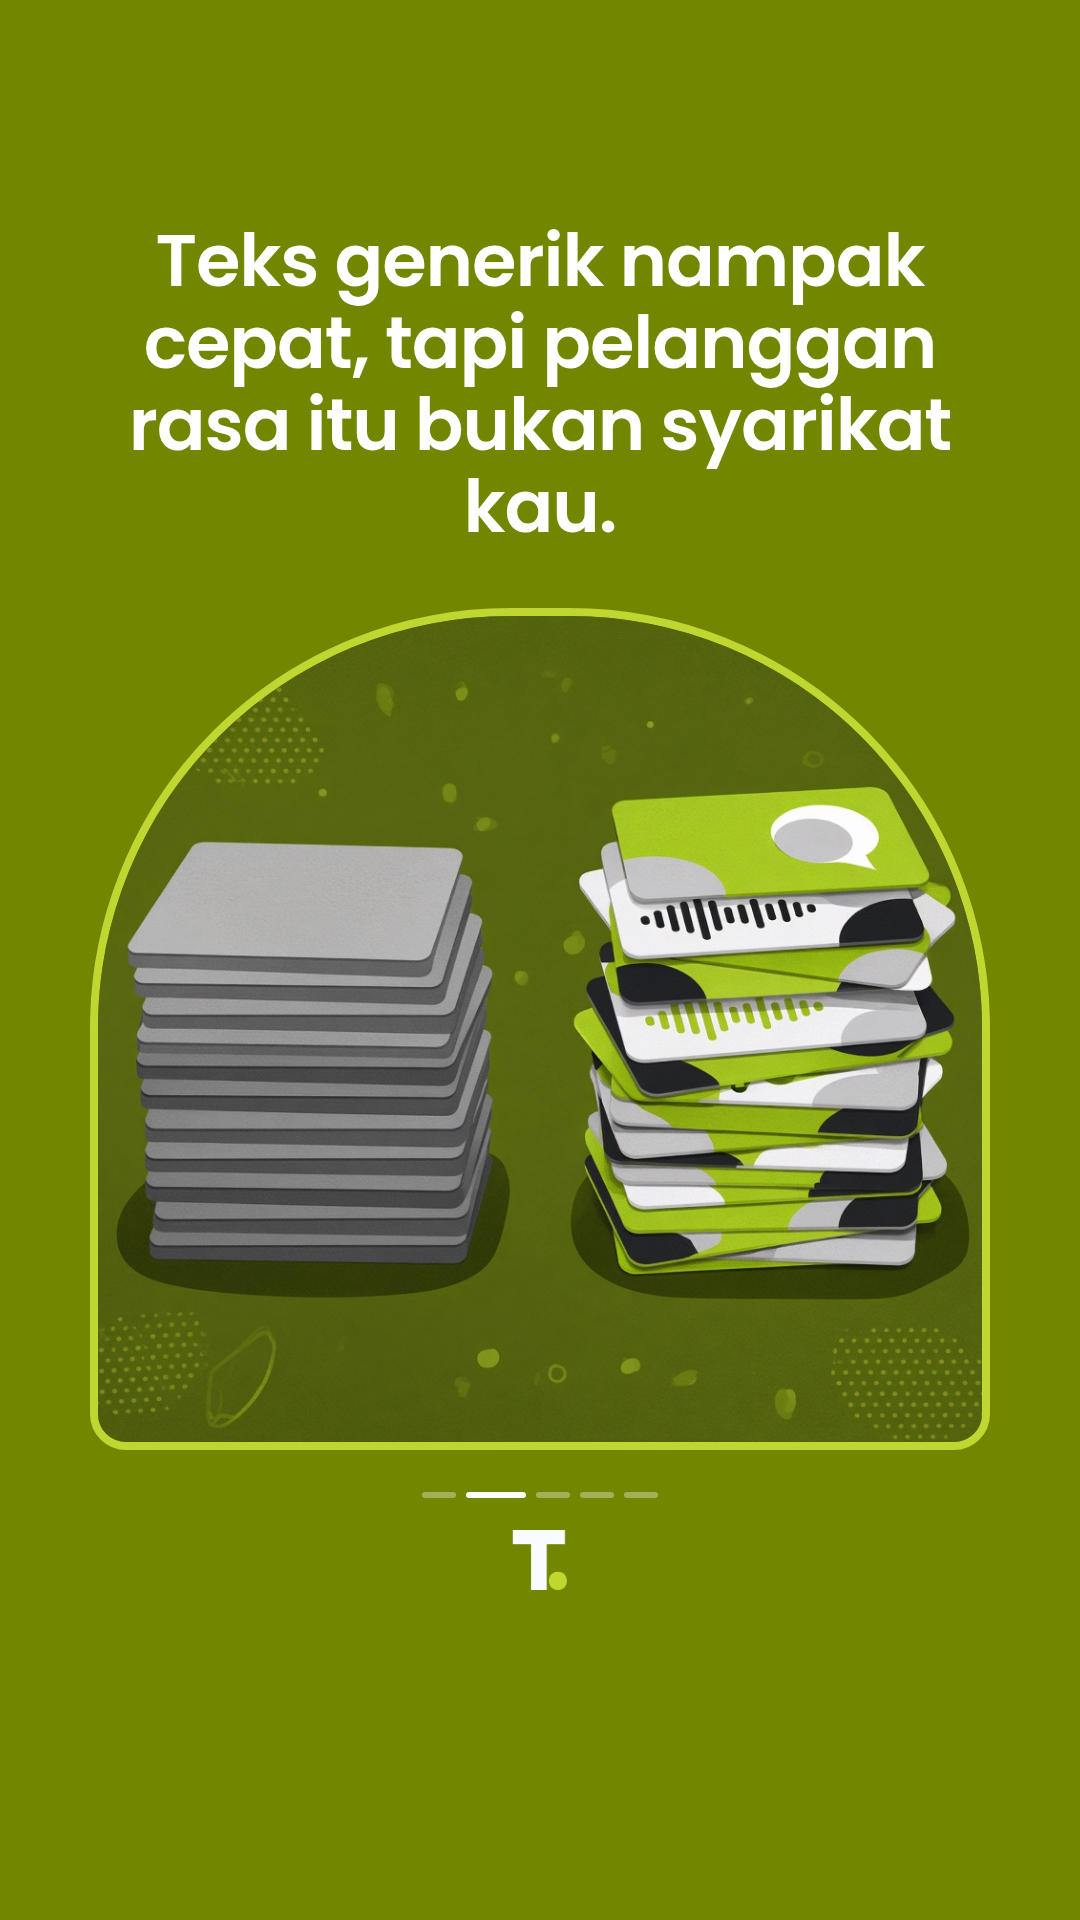 Teks generik nampak
cepat, tapi pelanggan
rasa itu bukan syarikat
kau.
T.